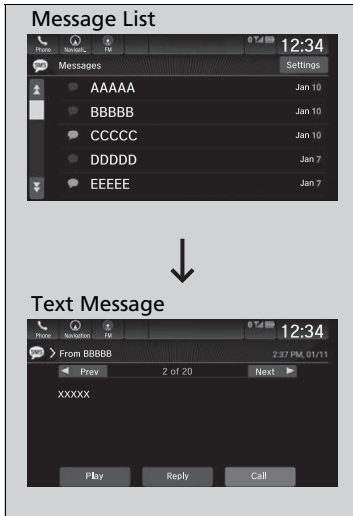 Message List
Phone Navigati.. FM 12:34
SMS Messages Settings
AAAAA Jan 10
BBBBB Jan 10
CCCCC Jan 10
DDDDD Jan 7
EEEEE Jan 7
Text Message
Phone Navigation FM 12:34
SMS From BBBBB 2:37 PM, 01/11
Prev 2 of 20 Next
xxxxx
Play Reply Call